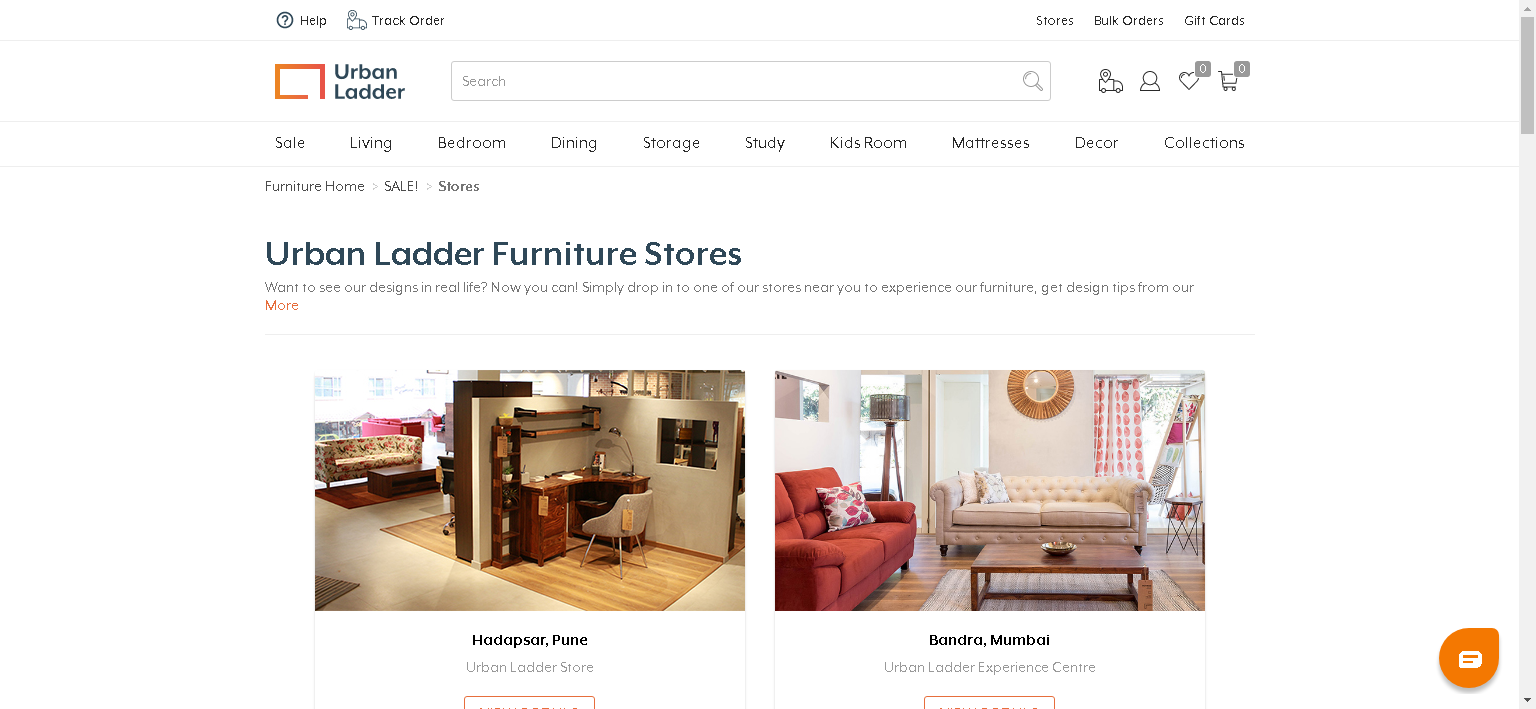 Help
Track Order
Stores
Bulk Orders
Gift Cards
Urban
Ladder
Search
0
0
Sale
Living
Bedroom
Dining
Storage
Study
Kids Room
Mattresses
Decor
Collections
Furniture Home > SALE! > Stores
Urban Ladder Furniture Stores
Want to see our designs in real life? Now you can! Simply drop in to one of our stores near you to experience our furniture, get design tips from our
More
Hadapsar, Pune
Urban Ladder Store
Bandra, Mumbai
Urban Ladder Experience Centre